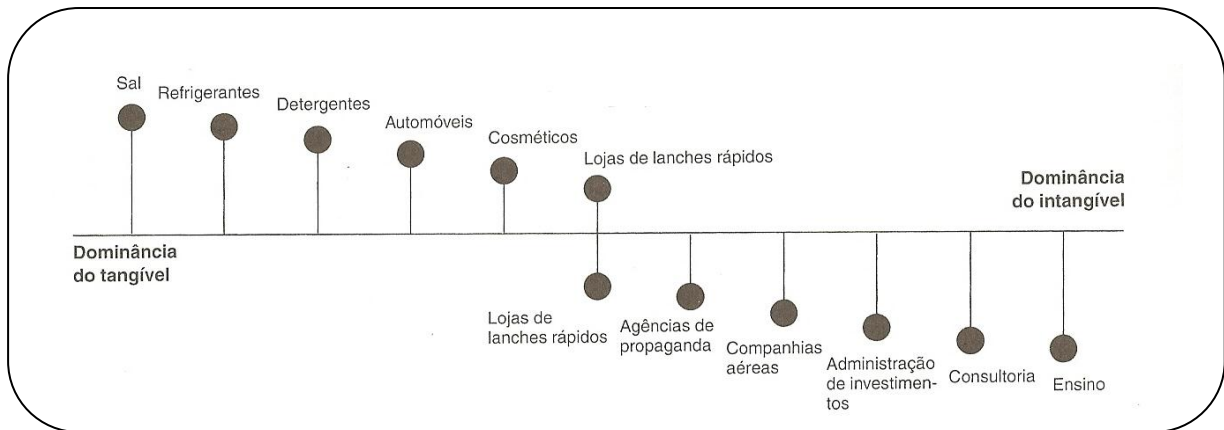 Sal
Refrigerantes
Detergentes
Automóveis
Cosméticos
Lojas de lanches rápidos
Dominância
do intangível
Dominância
do tangível
Lojas de
lanches rápidos
Agências de
propaganda
Companhias
aéreas
Administração
de investimen-
tos
Consultoria
Ensino